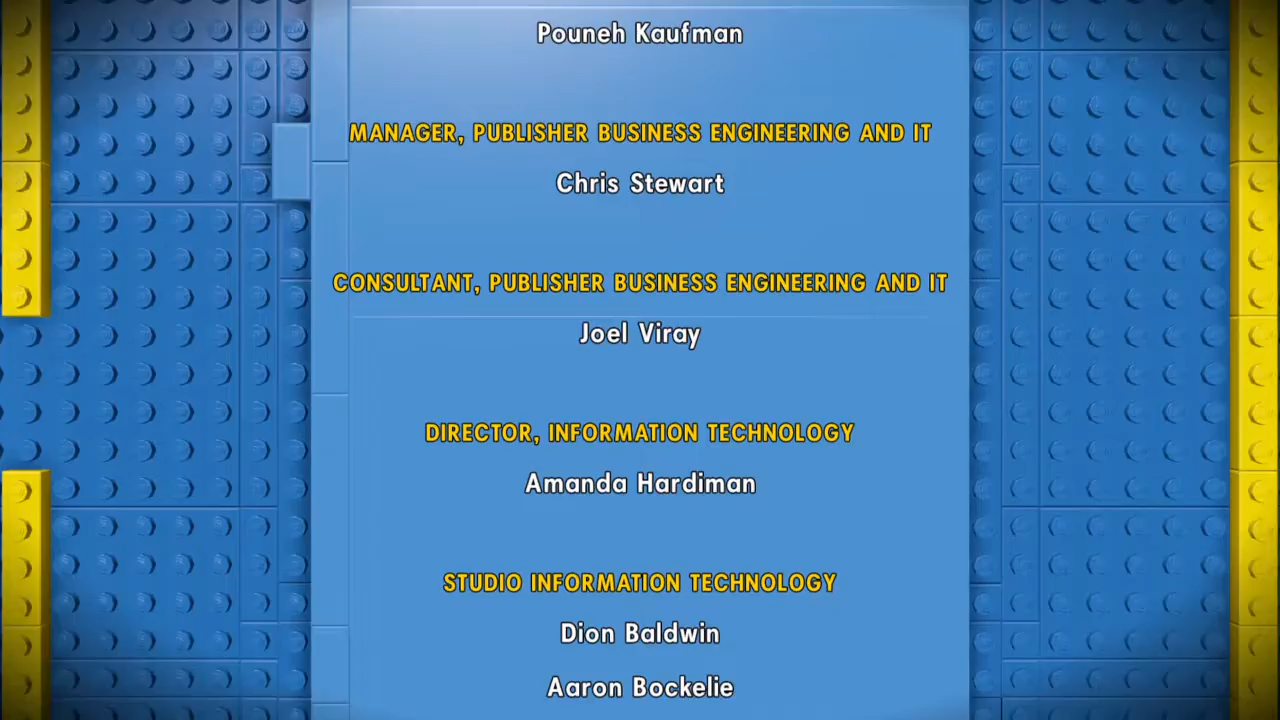 Pouneh Kaufman
MANAGER, PUBLISHER BUSINESS ENGINEERING AND IT
Chris Stewart
CONSULTANT, PUBLISHER BUSINESS ENGINEERING AND IT
Joel Viray
DIRECTOR, INFORMATION TECHNOLOGY
Amanda Hardiman
STUDIO INFORMATION TECHNOLOGY
Dion Baldwin
Aaron Bockelie